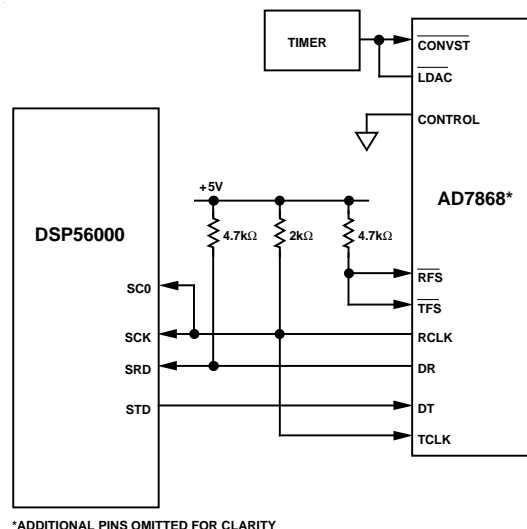 TIMER
CONVST
LDAC
CONTROL
+5V
AD7868*
DSP56000
4.7kΩ
2kΩ
4.7kΩ
SC0
RFS
TFS
SCK
RCLK
SRD
DR
STD
DT
TCLK
*ADDITIONAL PINS OMITTED FOR CLARITY